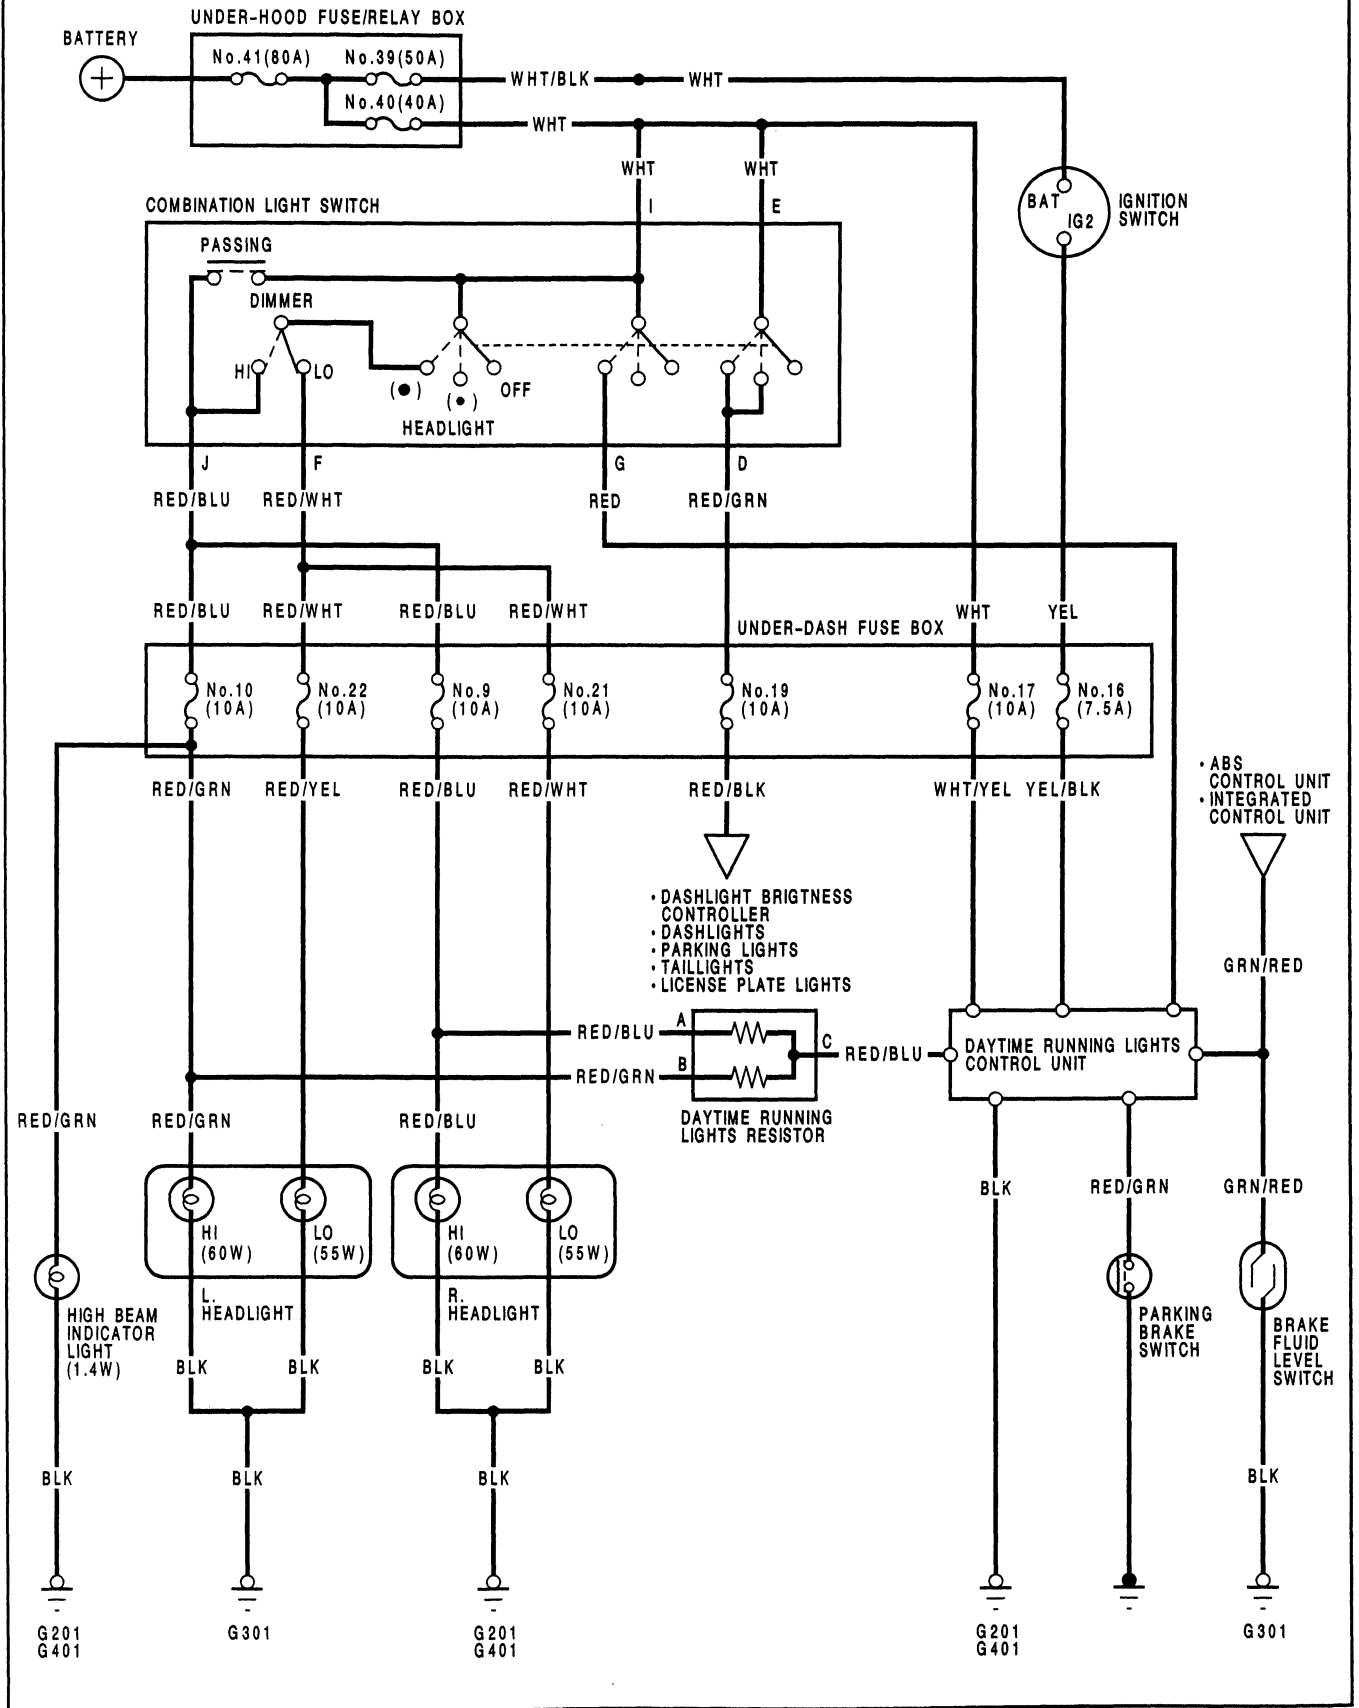 UNDER-HOOD FUSE/RELAY BOX
BATTERY
No.41(80A)
No.39(50A)
WHT/BLK
WHT
No.40(40A)
WHT
WHT
WHT
BAT
IG2
IGNITION
SWITCH
COMBINATION LIGHT SWITCH
I
E
PASSING
DIMMER
HI
LO
OFF
HEADLIGHT
J
F
G
D
RED/BLU
RED/WHT
RED
RED/GRN
RED/BLU
RED/WHT
RED/BLU
RED/WHT
WHT
YEL
UNDER-DASH FUSE BOX
No.10
(10A)
No.22
(10A)
No.9
(10A)
No.21
(10A)
No.19
(10A)
No.17
(10A)
No.16
(7.5A)
RED/GRN
RED/YEL
RED/BLU
RED/WHT
RED/BLK
WHT/YEL
YEL/BLK
• ABS
CONTROL UNIT
• INTEGRATED
CONTROL UNIT
• DASHLIGHT BRIGTNESS
CONTROLLER
• DASHLIGHTS
• PARKING LIGHTS
• TAILLIGHTS
• LICENSE PLATE LIGHTS
GRN/RED
RED/BLU
A
RED/GRN
B
C
RED/BLU
DAYTIME RUNNING LIGHTS
CONTROL UNIT
DAYTIME RUNNING
LIGHTS RESISTOR
RED/GRN
RED/GRN
RED/BLU
BLK
RED/GRN
GRN/RED
HI
(60W)
LO
(55W)
HI
(60W)
LO
(55W)
L.
HEADLIGHT
R.
HEADLIGHT
HIGH BEAM
INDICATOR
LIGHT
(1.4W)
PARKING
BRAKE
SWITCH
BRAKE
FLUID
LEVEL
SWITCH
BLK
BLK
BLK
BLK
BLK
BLK
BLK
BLK
G201
G401
G301
G201
G401
G201
G401
G301